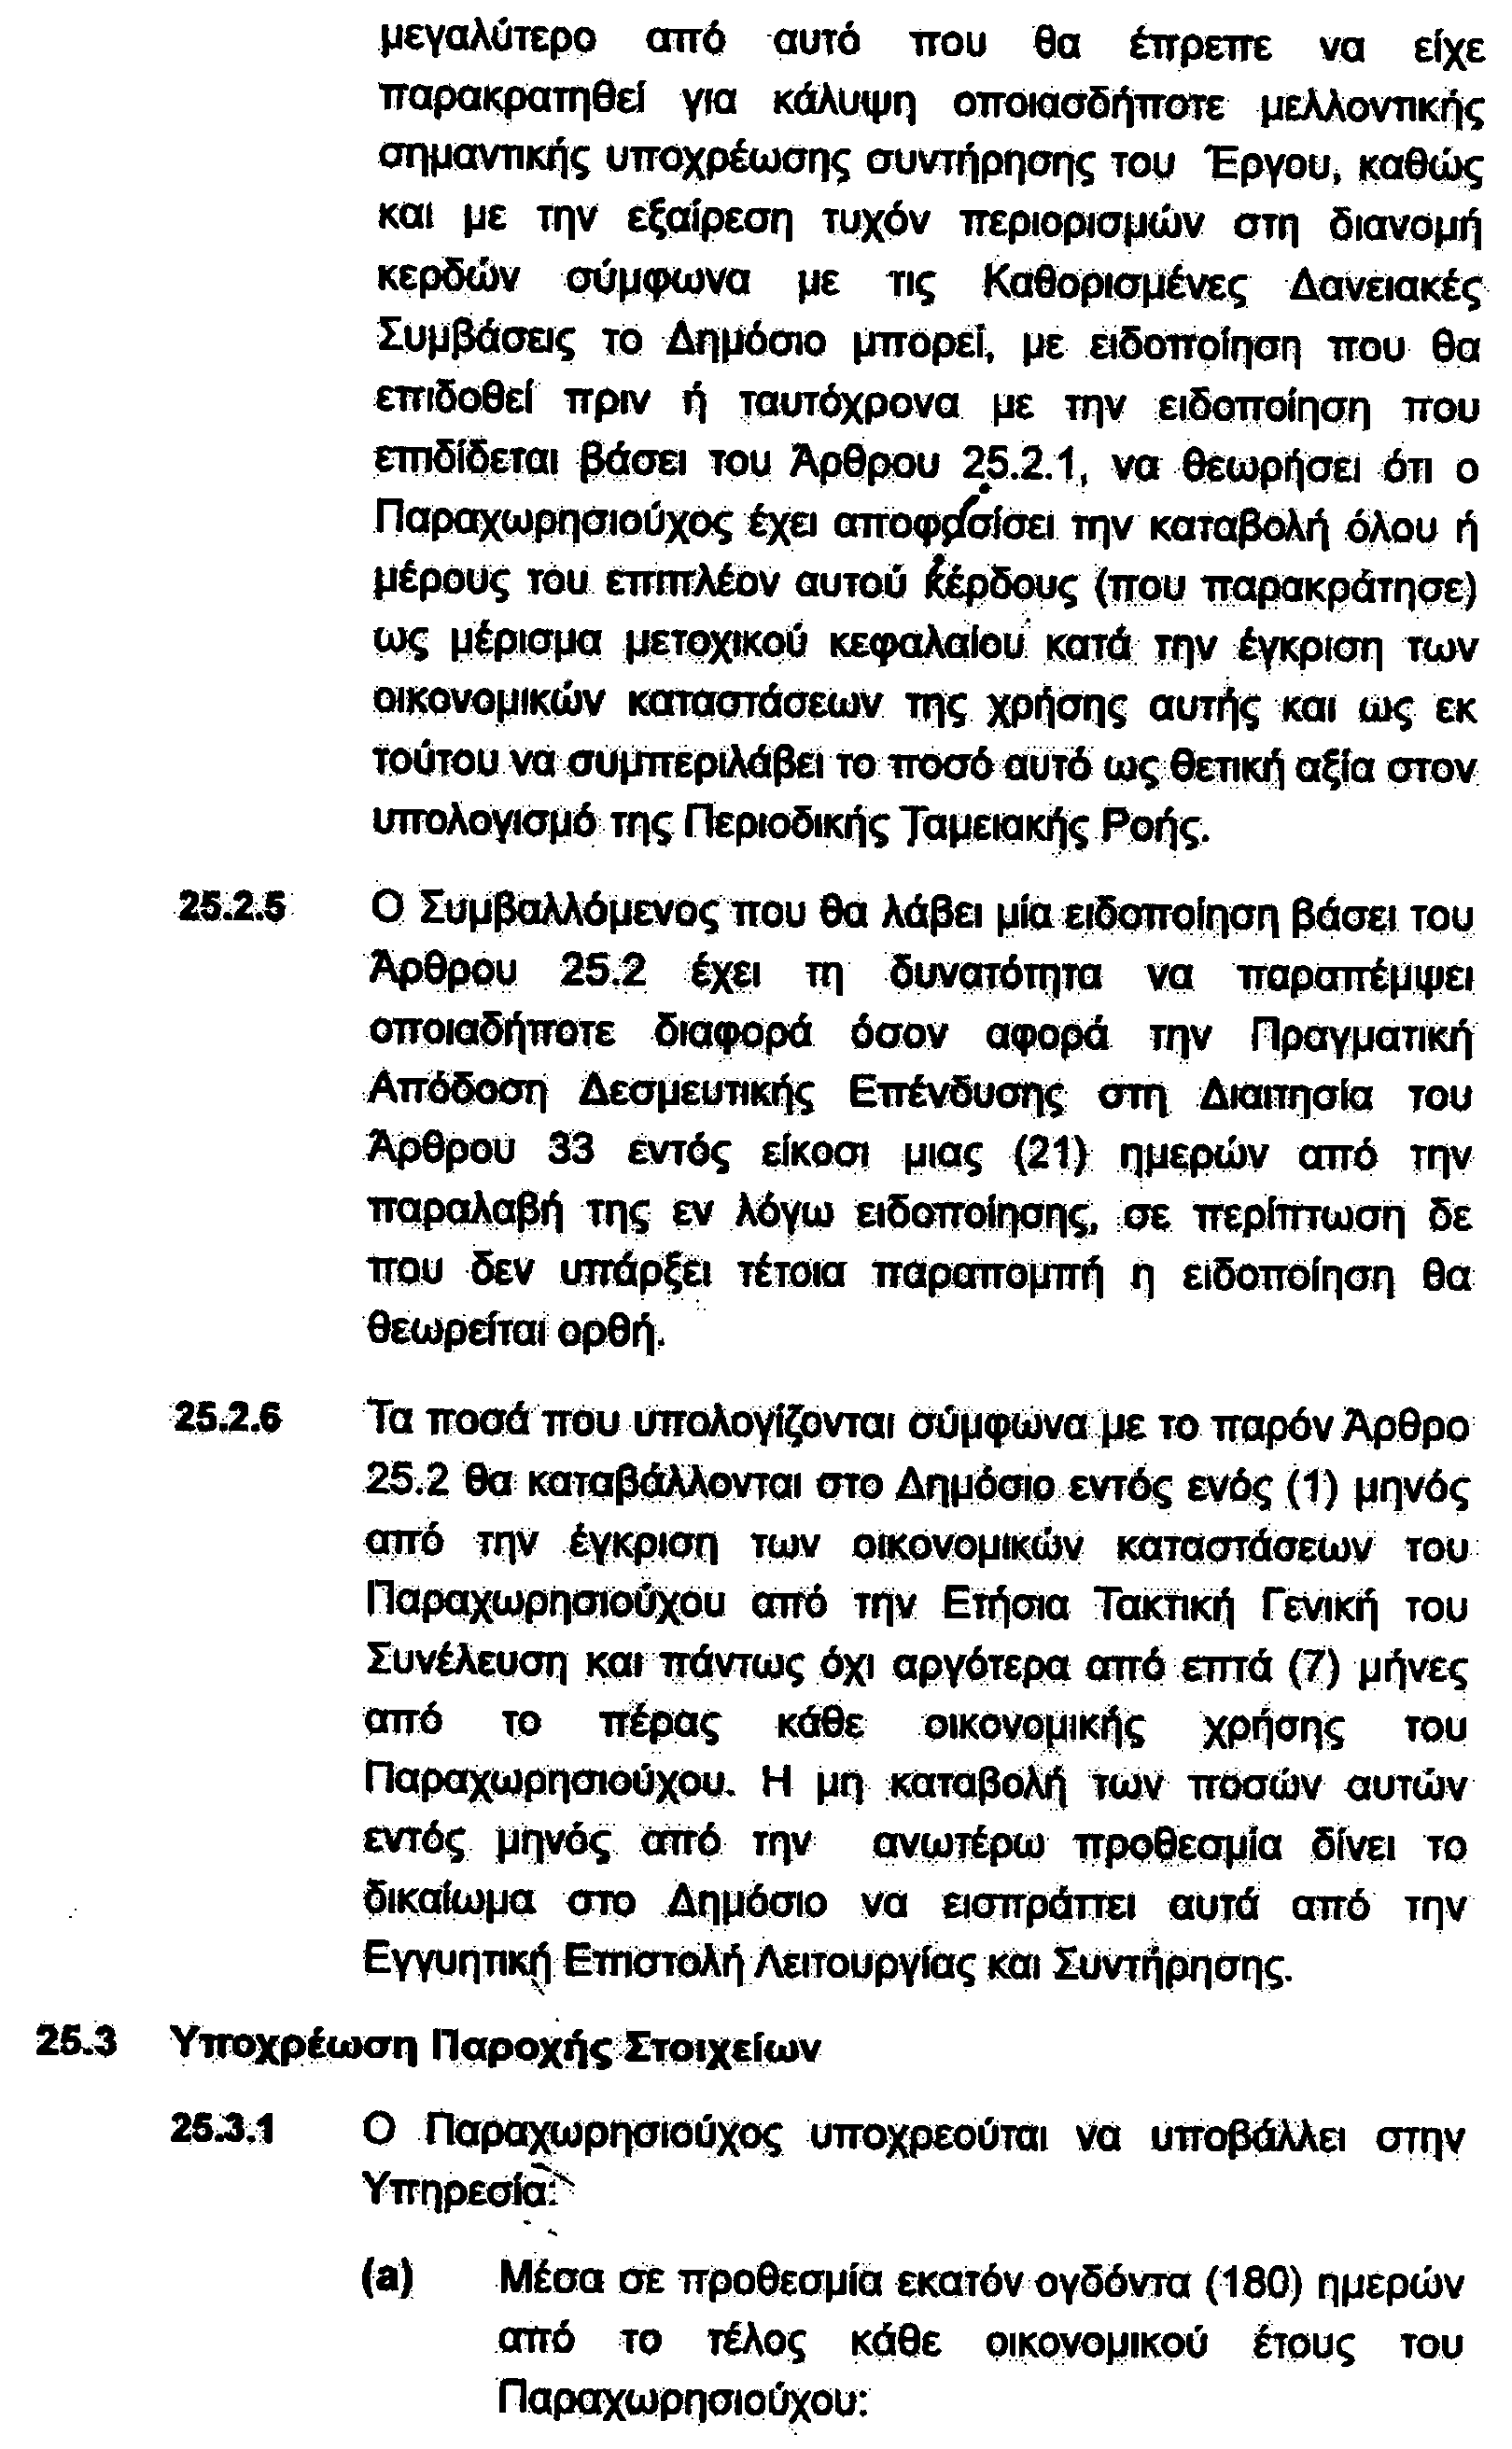 μεγαλύτερο από αυτό που θα έπρεπε να είχε
παρακρατηθεί για κάλυψη οποιασδήποτε μελλοντικής
σημαντικής υποχρέωσης συντήρησης του Έργου, καθώς
και με την εξαίρεση τυχόν περιορισμών στη διανομή
κερδών σύμφωνα με τις Καθορισμένες Δανειακές
Συμβάσεις το Δημόσιο μπορεί, με ειδοποίηση που θα
επιδοθεί πριν ή ταυτόχρονα με την ειδοποίηση που
επιδίδεται βάσει του Άρθρου 25.2.1, να θεωρήσει ότι ο
Παραχωρησιούχος έχει αποφασίσει την καταβολή όλου ή
μέρους του επιπλέον αυτού κέρδους (που παρακράτησε)
ως μέρισμα μετοχικού κεφαλαίου κατά την έγκριση των
οικονομικών καταστάσεων της χρήσης αυτής και ως εκ
τούτου να συμπεριλάβει το ποσό αυτό ως θετική αξία στον
υπολογισμό της Περιοδικής Ταμειακής Ροής.
25.2.5 Ο Συμβαλλόμενος που θα λάβει μία ειδοποίηση βάσει του
Άρθρου 25.2 έχει τη δυνατότητα να παραπέμψει
οποιαδήποτε διαφορά όσον αφορά την Πραγματική
Απόδοση Δεσμευτικής Επένδυσης στη Διαιτησία του
Άρθρου 33 εντός είκοσι μιας (21) ημερών από την
παραλαβή της εν λόγω ειδοποίησης, σε περίπτωση δε
που δεν υπάρξει τέτοια παραπομπή η ειδοποίηση θα
θεωρείται ορθή.
25.2.6 Τα ποσά που υπολογίζονται σύμφωνα με το παρόν Άρθρο
25.2 θα καταβάλλονται στο Δημόσιο εντός ενός (1) μηνός
από την έγκριση των οικονομικών καταστάσεων του
Παραχωρησιούχου από την Ετήσια Τακτική Γενική του
Συνέλευση και πάντως όχι αργότερα από επτά (7) μήνες
από το πέρας κάθε οικονομικής χρήσης του
Παραχωρησιούχου. Η μη καταβολή των ποσών αυτών
εντός μηνός από την ανωτέρω προθεσμία δίνει το
δικαίωμα στο Δημόσιο να εισπράττει αυτά από την
Εγγυητική Επιστολή Λειτουργίας και Συντήρησης.
25.3 Υποχρέωση Παροχής Στοιχείων
25.3.1 Ο Παραχωρησιούχος υποχρεούται να υποβάλλει στην
Υπηρεσία:
(a) Μέσα σε προθεσμία εκατόν ογδόντα (180) ημερών
από το τέλος κάθε οικονομικού έτους του
Παραχωρησιούχου: